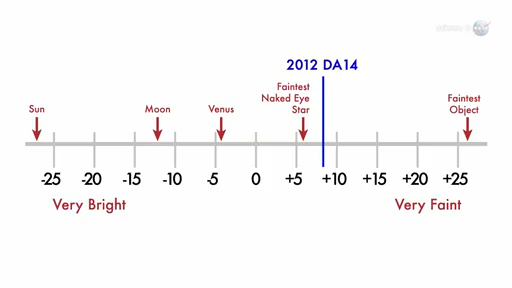 2012 DA14
Faintest
Naked Eye
Star
Faintest
Object
Sun
Moon
Venus
-25 -20 -15 -10 -5 0 +5 +10 +15 +20 +25
Very Bright
Very Faint